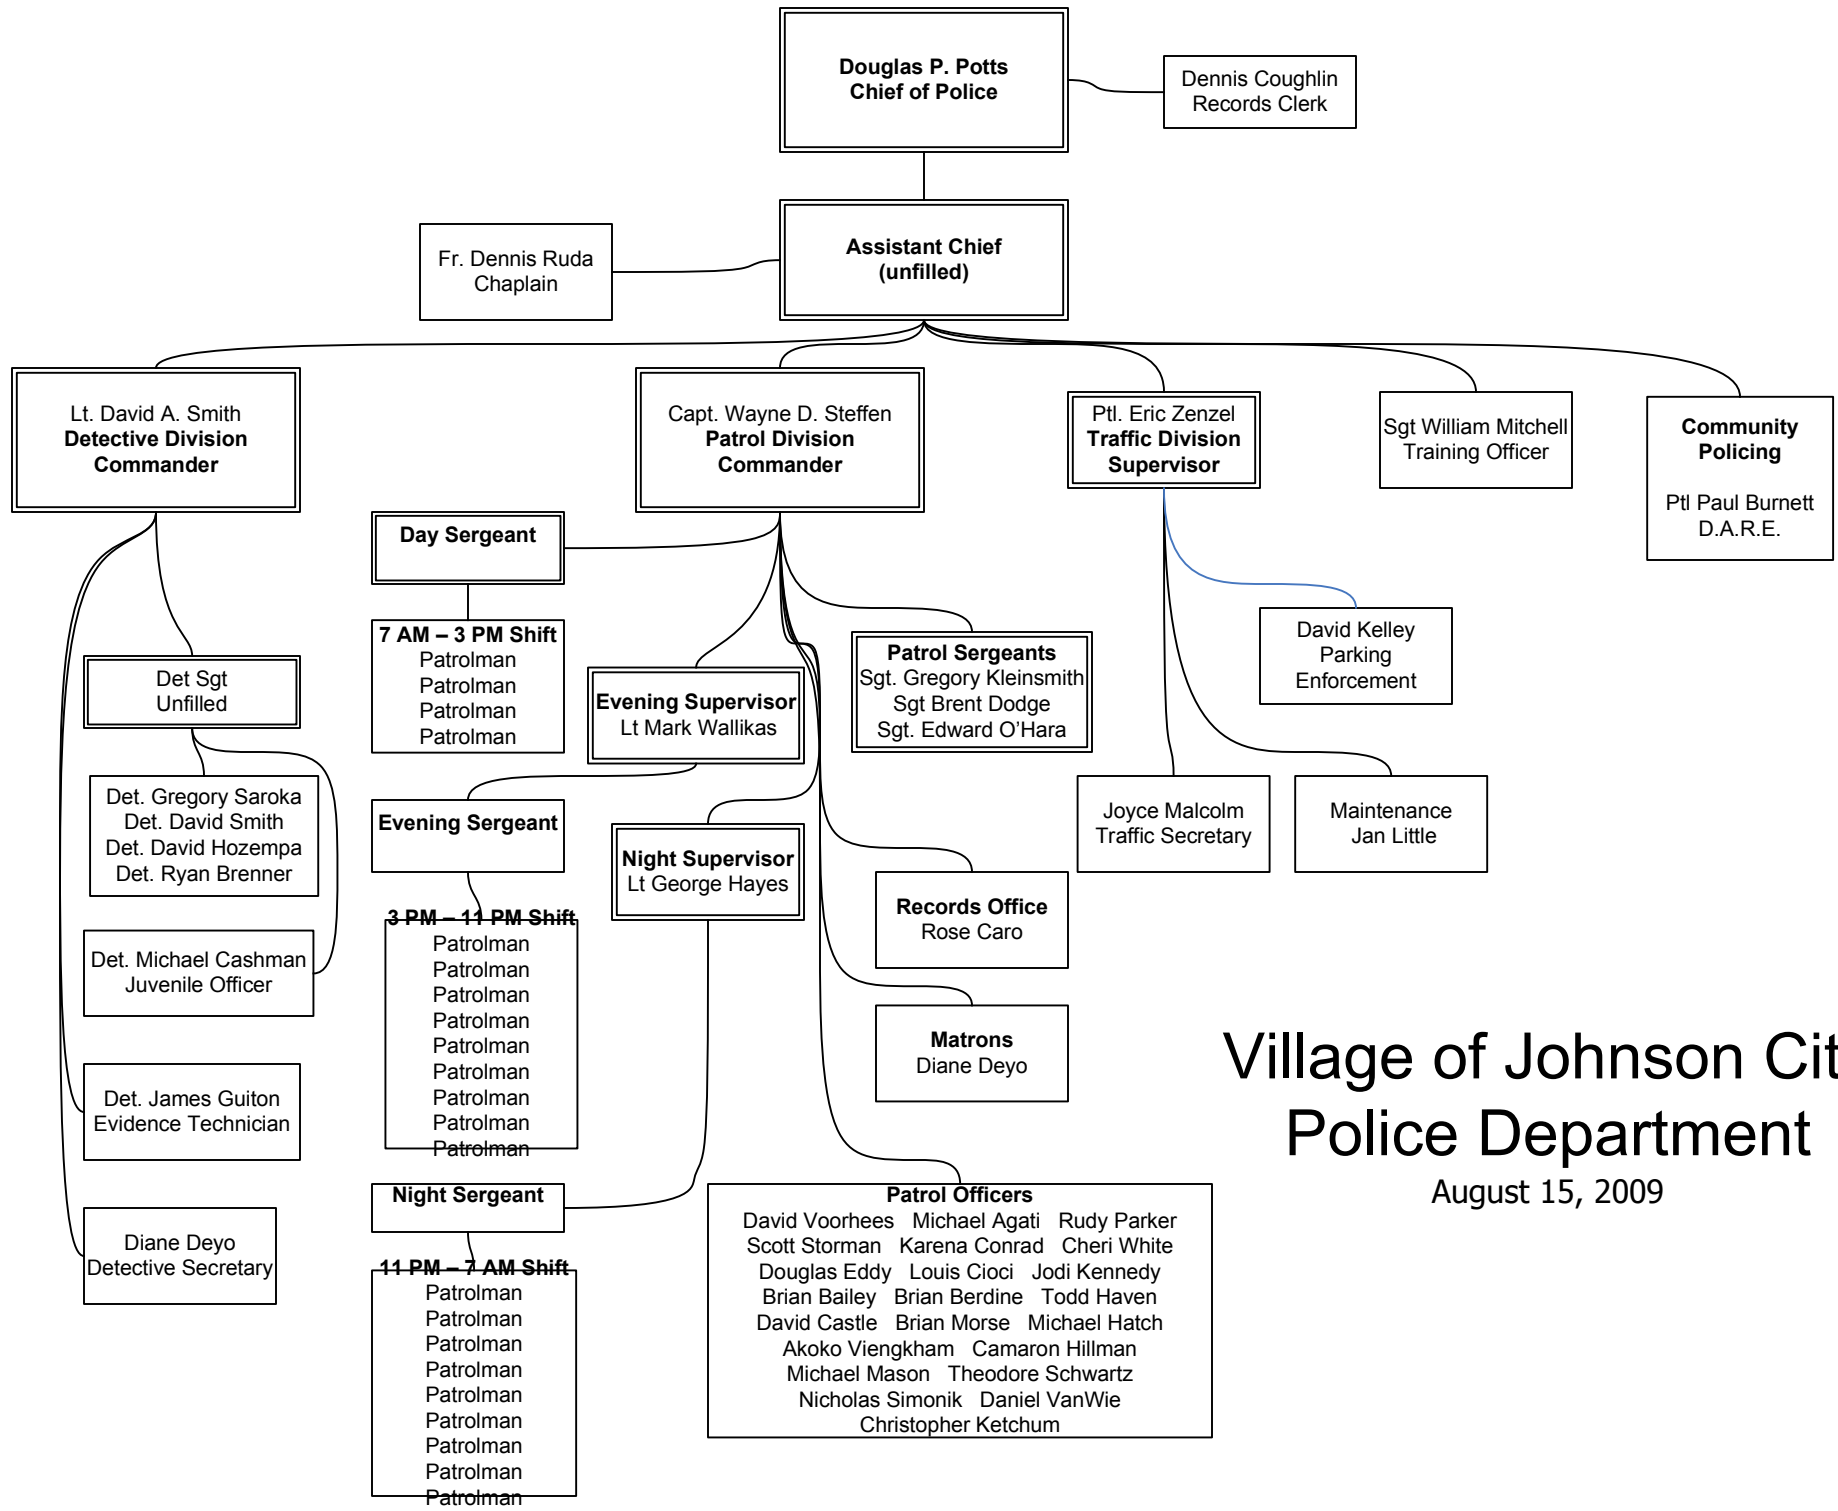 Douglas P. Potts
Chief of Police
Dennis Coughlin
Records Clerk
Fr. Dennis Ruda
Chaplain
Assistant Chief
(unfilled)
Lt. David A. Smith
Detective Division
Commander
Capt. Wayne D. Steffen
Patrol Division
Commander
Ptl. Eric Zenzel
Traffic Division
Supervisor
Sgt William Mitchell
Training Officer
Community
Policing
Ptl Paul Burnett
D.A.R.E.
Day Sergeant
7 AM – 3 PM Shift
Patrolman
Patrolman
Patrolman
Patrolman
Det Sgt
Unfilled
Evening Supervisor
Lt Mark Wallikas
Patrol Sergeants
Sgt. Gregory Kleinsmith
Sgt Brent Dodge
Sgt. Edward O’Hara
David Kelley
Parking
Enforcement
Det. Gregory Saroka
Det. David Smith
Det. David Hozempa
Det. Ryan Brenner
Evening Sergeant
Night Supervisor
Lt George Hayes
Joyce Malcolm
Traffic Secretary
Maintenance
Jan Little
Records Office
Rose Caro
Det. Michael Cashman
Juvenile Officer
3 PM – 11 PM Shift
Patrolman
Patrolman
Patrolman
Patrolman
Patrolman
Patrolman
Patrolman
Patrolman
Patrolman
Matrons
Diane Deyo
Det. James Guiton
Evidence Technician
Village of Johnson Cit
Police Department
August 15, 2009
Diane Deyo
Detective Secretary
Night Sergeant
11 PM – 7 AM Shift
Patrolman
Patrolman
Patrolman
Patrolman
Patrolman
Patrolman
Patrolman
Patrolman
Patrolman
Patrol Officers
David Voorhees Michael Agati Rudy Parker
Scott Storman Karena Conrad Cheri White
Douglas Eddy Louis Cioci Jodi Kennedy
Brian Bailey Brian Berdine Todd Haven
David Castle Brian Morse Michael Hatch
Akoko Viengkham Camaron Hillman
Michael Mason Theodore Schwartz
Nicholas Simonik Daniel VanWie
Christopher Ketchum